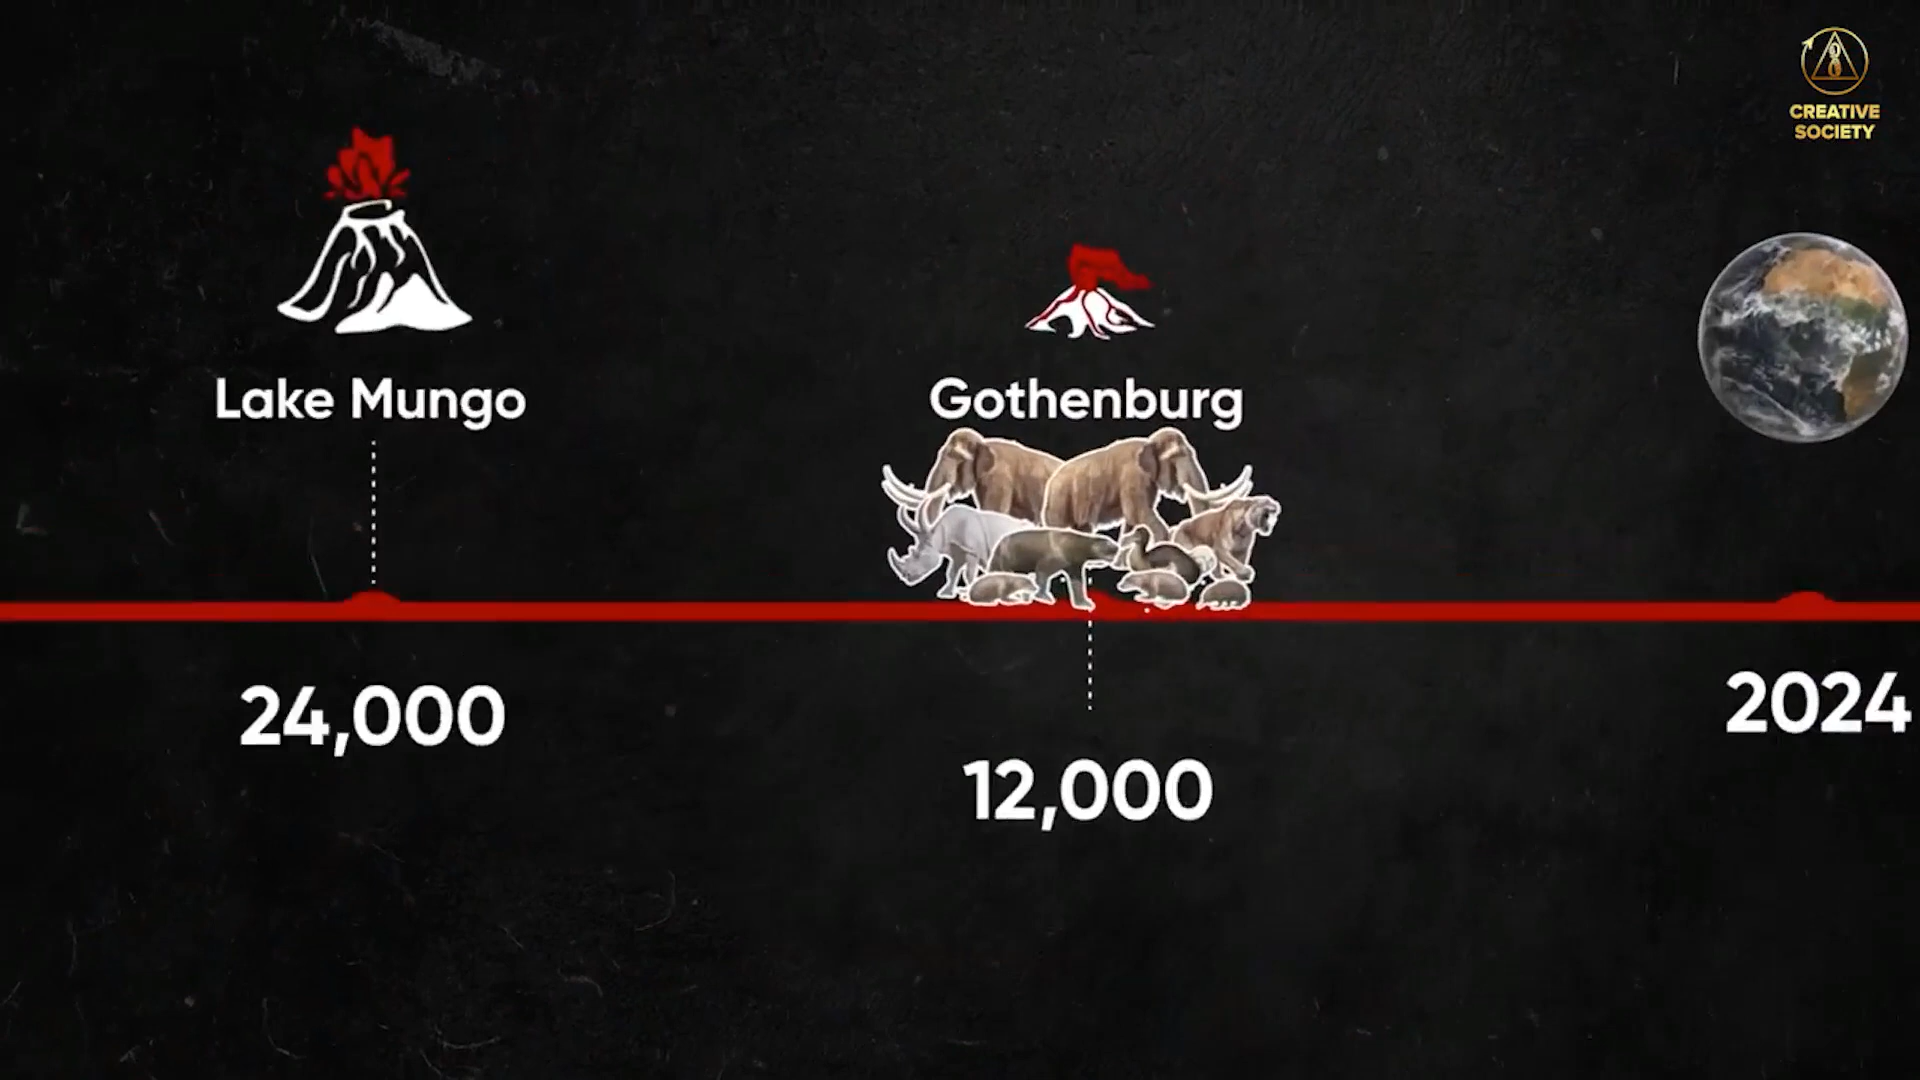 CREATIVE
SOCIETY
Lake Mungo
Gothenburg
24,000
12,000
2024